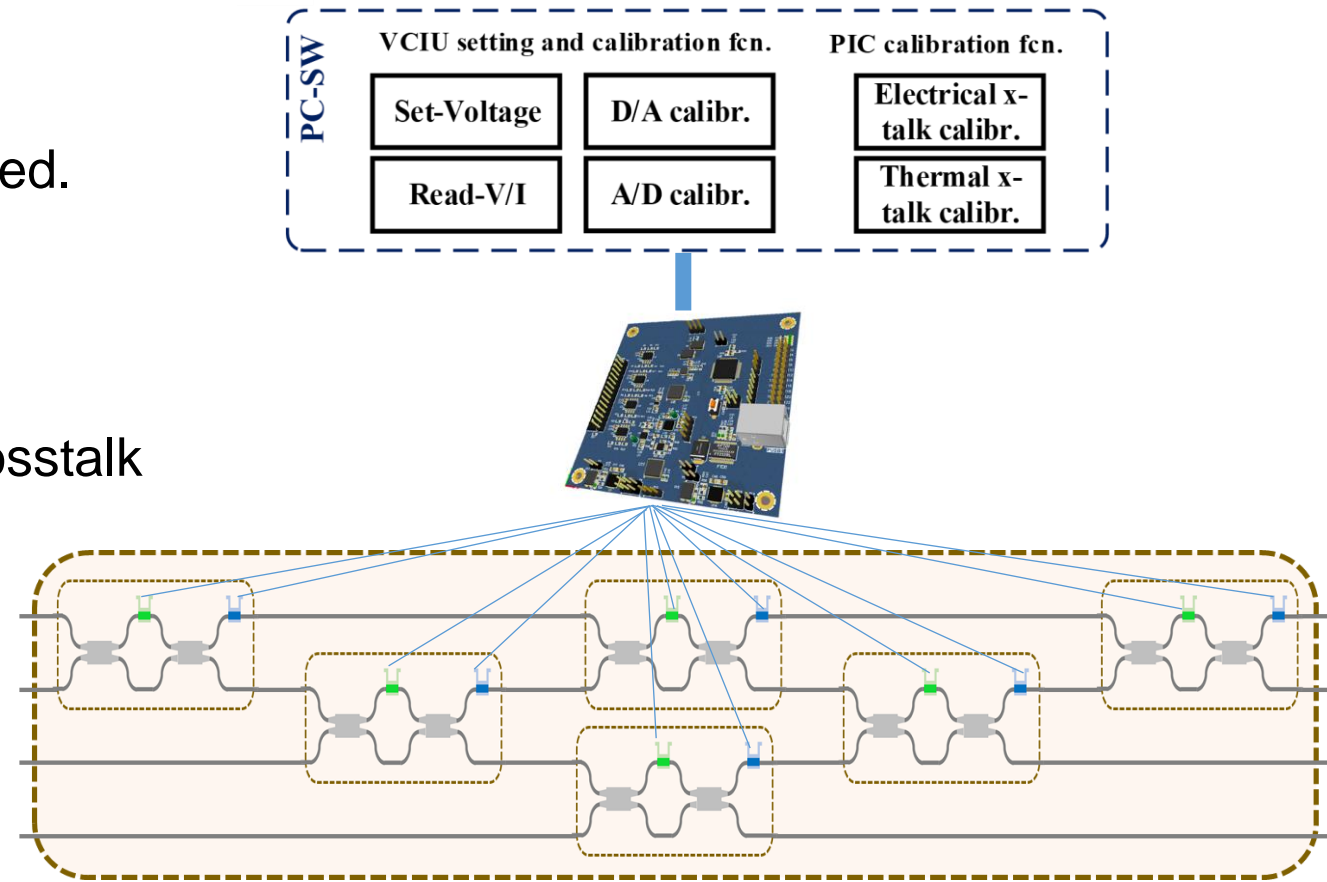 PC-SW
VCIU setting and calibration fcn.
PIC calibration fcn.
Set-Voltage
D/A calibr.
Electrical x-
talk calibr.
Read-V/I
A/D calibr.
Thermal x-
talk calibr.
ed.
osstalk